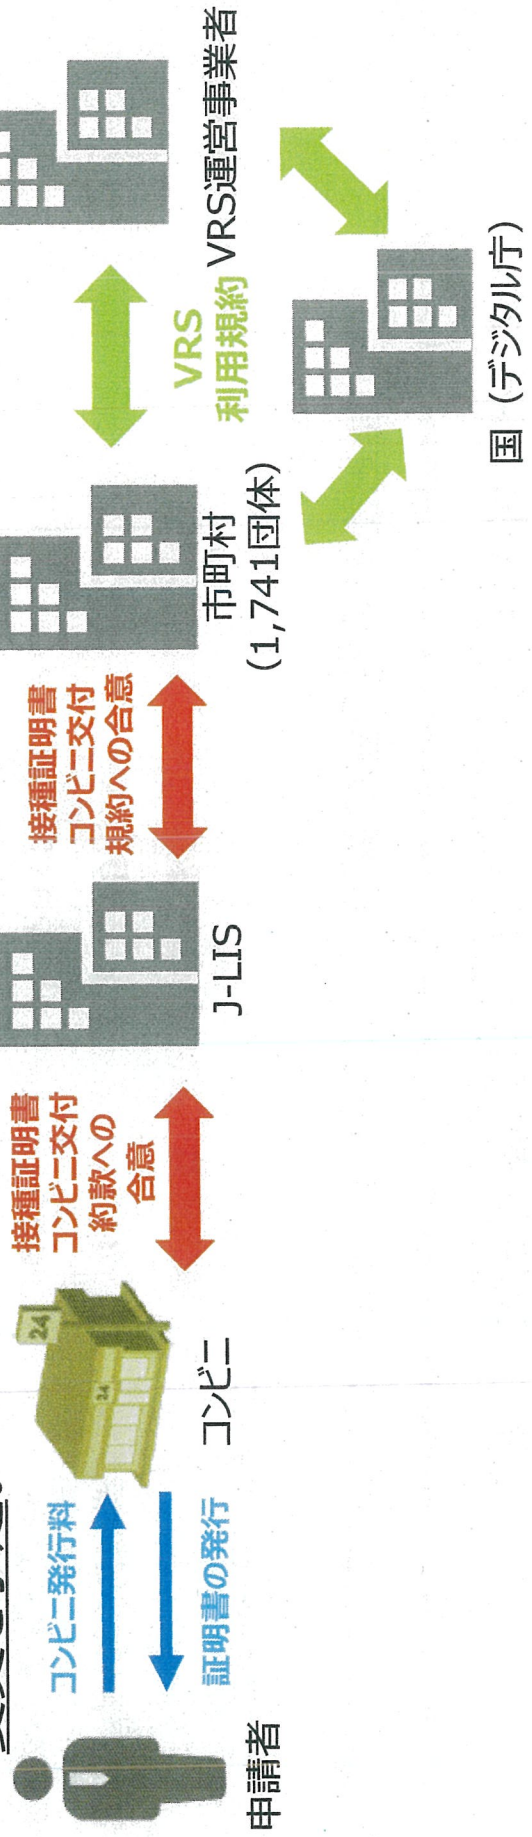 コンビニ発行料
証明書の発行
申請者
24
24
コンビニ
接種証明書
コンビニ交付
約款への
合意
J-LIS
接種証明書
コンビニ交付
規約への合意
市町村
(1,741団体)
VRS
利用規約
VRS運営事業者
国（デジタル庁）